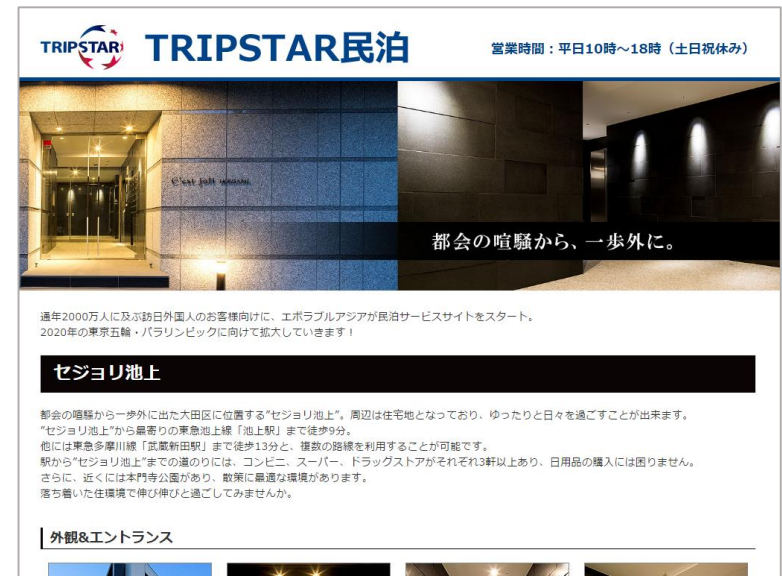 TRIPSTAR
TRIPSTAR民泊
営業時間：平日10時～18時（土日祝休み）
C'est joli
都会の喧騒から、一歩外に。
通年2000万人に及ぶ訪日外国人のお客様向けに、エボラブルアジアが民泊サービスサイトをスタート。
2020年の東京五輪・パラリンピックに向けて拡大していきます！
セジョリ池上
都会の喧騒から一歩外に出た大田区に位置する”セジョリ池上”。周辺は住宅地となっており、ゆったりと日々を過ごすことが出来ます。
”セジョリ池上”から最寄りの東急池上線「池上駅」まで徒歩9分。
他には東急多摩川線「武蔵新田駅」まで徒歩13分と、複数の路線を利用することが可能です。
駅から”セジョリ池上”までの道のりには、コンビニ、スーパー、ドラッグストアがそれぞれ3軒以上あり、日用品の購入には困りません。
さらに、近くには本門寺公園があり、散策に最適な環境があります。
落ち着いた住環境で伸び伸びと過ごしてみませんか。
外観&エントランス